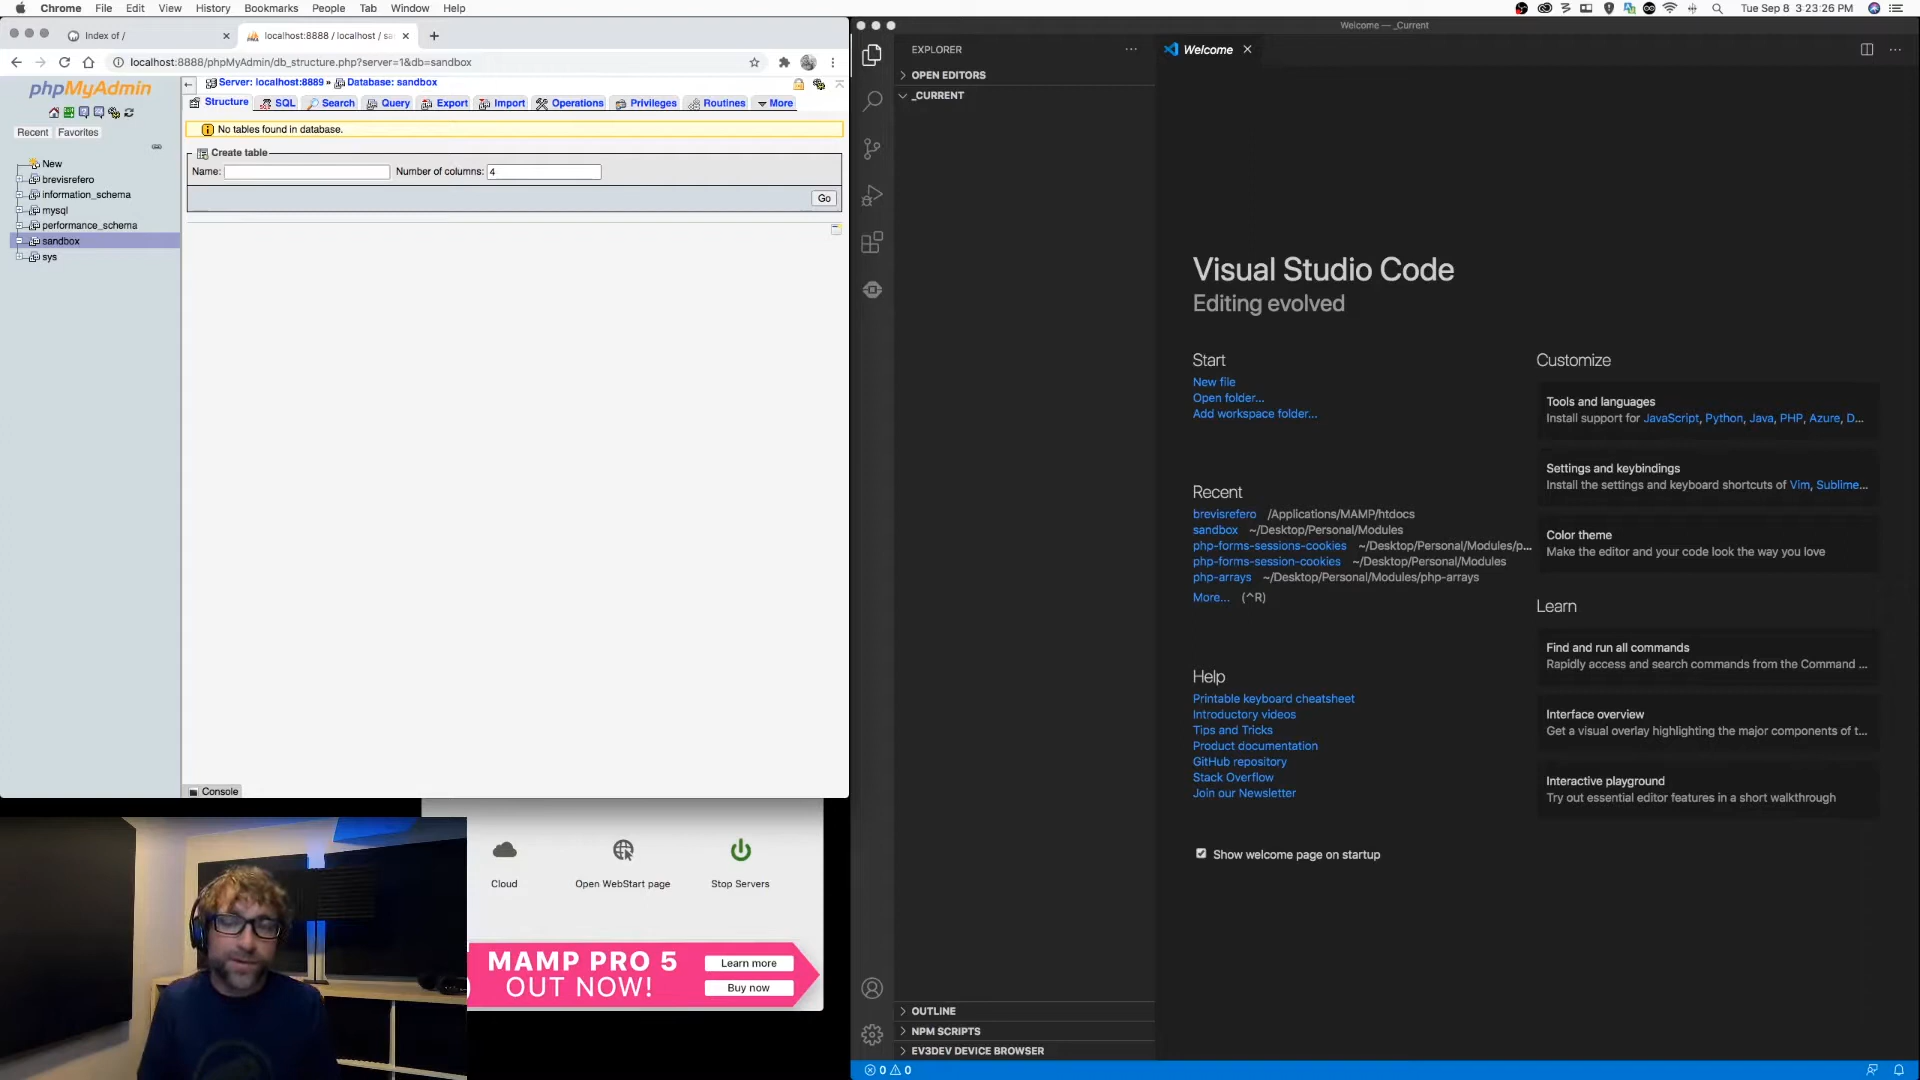 Chrome File Edit View History Bookmarks People Tab Window Help
Tue Sep 8 3:23:26 PM
Index of /
localhost:8888 / localhost / sa
localhost:8888/phpMyAdmin/db_structure.php?server=1&db=sandbox
phpMyAdmin
Recent Favorites
New
brevisrefero
information_schema
mysql
performance_schema
sandbox
sys
Server: localhost:8889 » Database: sandbox
Structure SQL Search Query Export Import Operations Privileges Routines More
No tables found in database.
Create table
Name: Number of columns: 4
Go
Console
Cloud
Open WebStart page
Stop Servers
MAMP PRO 5
OUT NOW!
Learn more
Buy now
Welcome — _Current
EXPLORER
OPEN EDITORS
_CURRENT
OUTLINE
NPM SCRIPTS
EV3DEV DEVICE BROWSER
0 0
Welcome
Visual Studio Code
Editing evolved
Start
New file
Open folder...
Add workspace folder...
Recent
brevisrefero /Applications/MAMP/htdocs
sandbox ~/Desktop/Personal/Modules
php-forms-sessions-cookies ~/Desktop/Personal/Modules/p...
php-forms-session-cookies ~/Desktop/Personal/Modules
php-arrays ~/Desktop/Personal/Modules/php-arrays
More... (^R)
Help
Printable keyboard cheatsheet
Introductory videos
Tips and Tricks
Product documentation
GitHub repository
Stack Overflow
Join our Newsletter
Show welcome page on startup
Customize
Tools and languages
Install support for JavaScript, Python, Java, PHP, Azure, D...
Settings and keybindings
Install the settings and keyboard shortcuts of Vim, Sublime...
Color theme
Make the editor and your code look the way you love
Learn
Find and run all commands
Rapidly access and search commands from the Command ...
Interface overview
Get a visual overlay highlighting the major components of t...
Interactive playground
Try out essential editor features in a short walkthrough